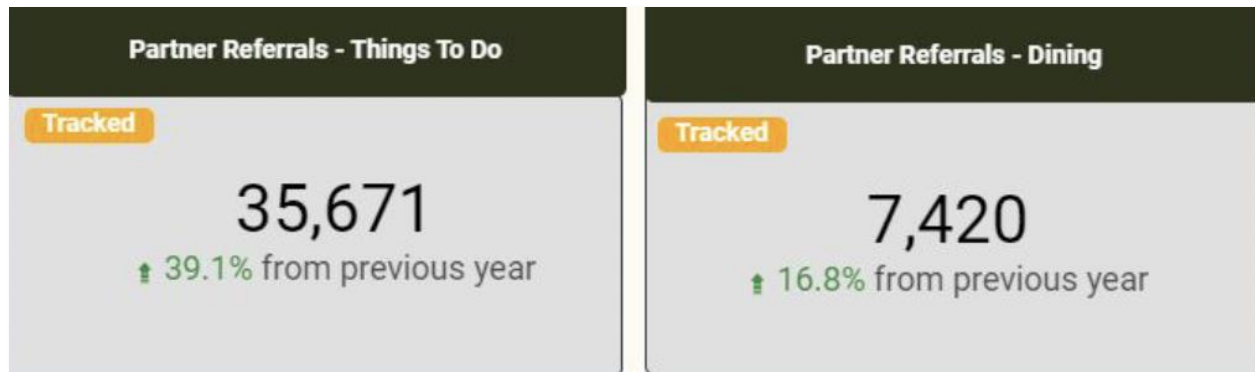 Partner Referrals - Things To Do
Tracked
35,671
39.1% from previous year
Partner Referrals - Dining
Tracked
7,420
16.8% from previous year